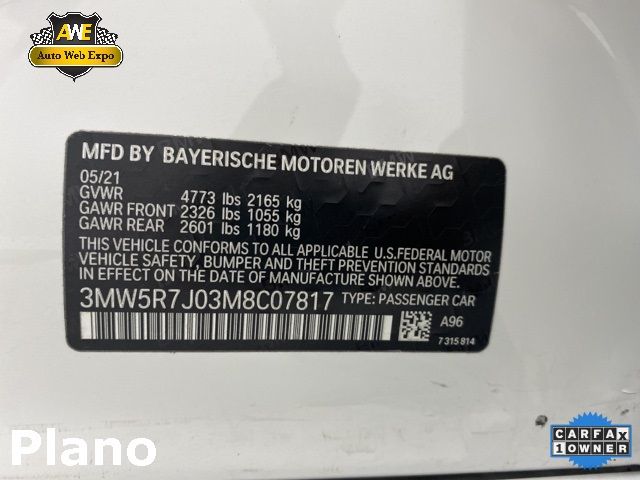 AWE
Auto Web Expo
MFD BY BAYERISCHE MOTOREN WERKE AG
05/21
GVWR 4773 lbs 2165 kg
GAWR FRONT 2326 lbs 1055 kg
GAWR REAR 2601 lbs 1180 kg
THIS VEHICLE CONFORMS TO ALL APPLICABLE U.S.FEDERAL MOTOR
VEHICLE SAFETY, BUMPER AND THEFT PREVENTION STANDARDS
IN EFFECT ON THE DATE OF MANUFACTURE SHOWN ABOVE.
3MW5R7J03M8C07817 TYPE: PASSENGER CAR
A96
7 315 814
Plano
CARFAX
1 OWNER